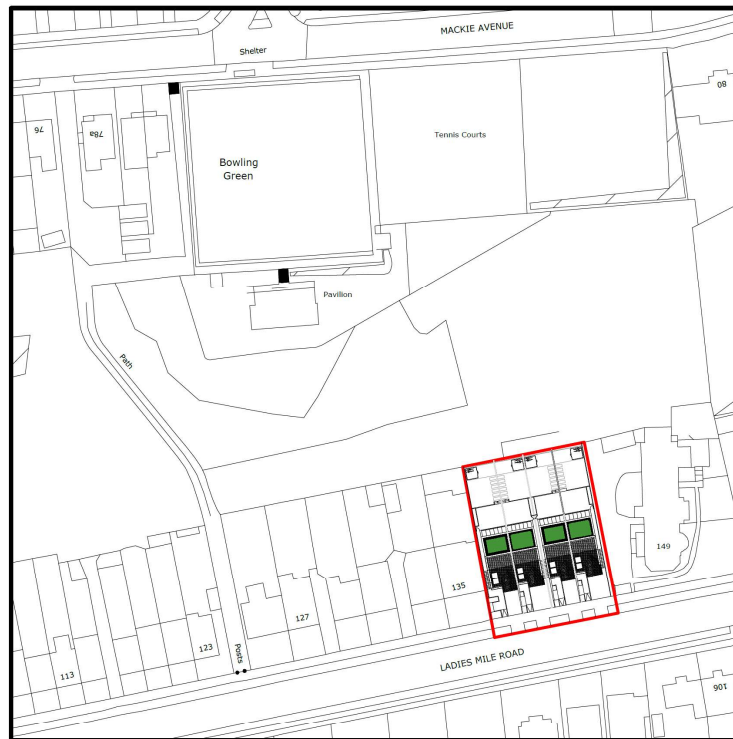 MACKIE AVENUE
Shelter
80
76
78a
Tennis Courts
Bowling
Green
Pavilion
Path
149
135
127
123
Posts
113
LADIES MILE ROAD
106